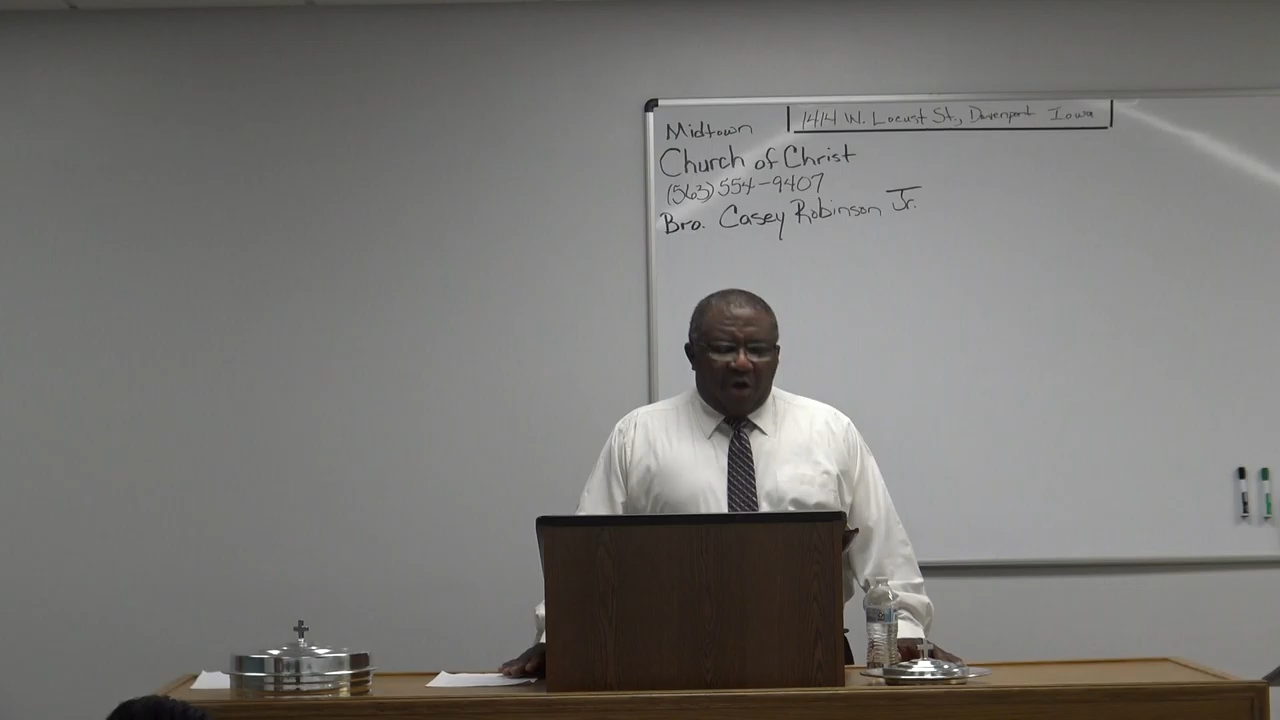 1414 W. Locust St., Davenport Iowa
Midtown
Church of Christ
(563) 554-9407
Bro. Casey Robinson Jr.